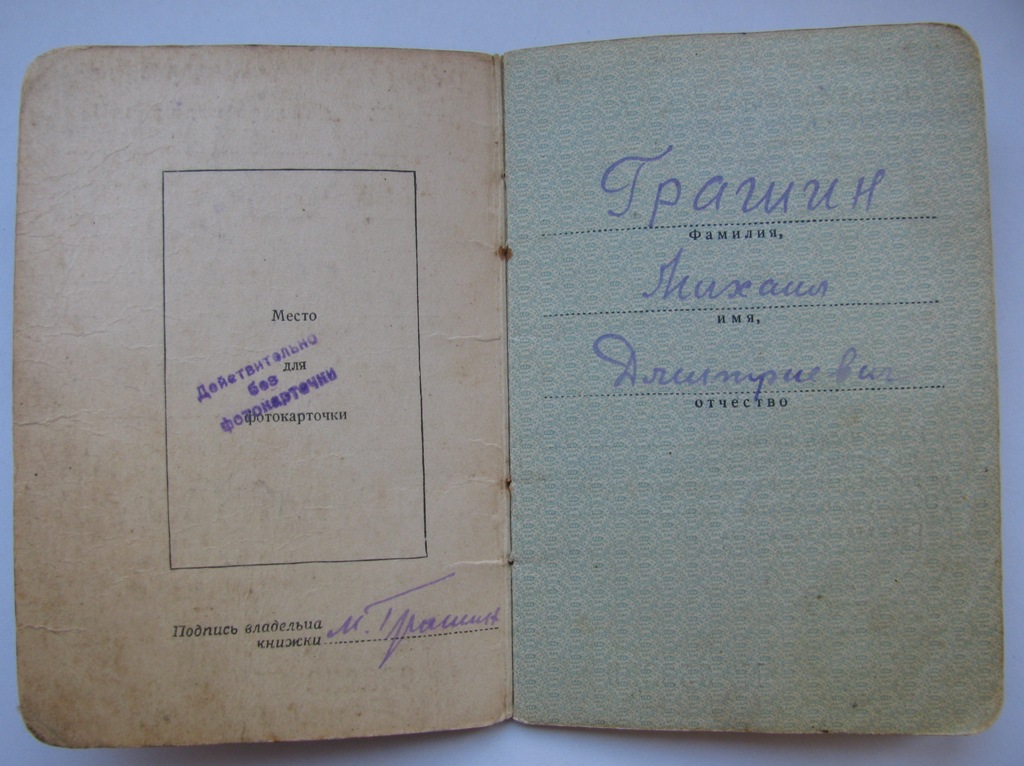 Место
для
фотокарточки
Действительно
без
фотокарточки
Подпись владельца
книжки М. Грашин
Грашин
Фамилия,
Михаил
имя,
Дмитриевич
отчество